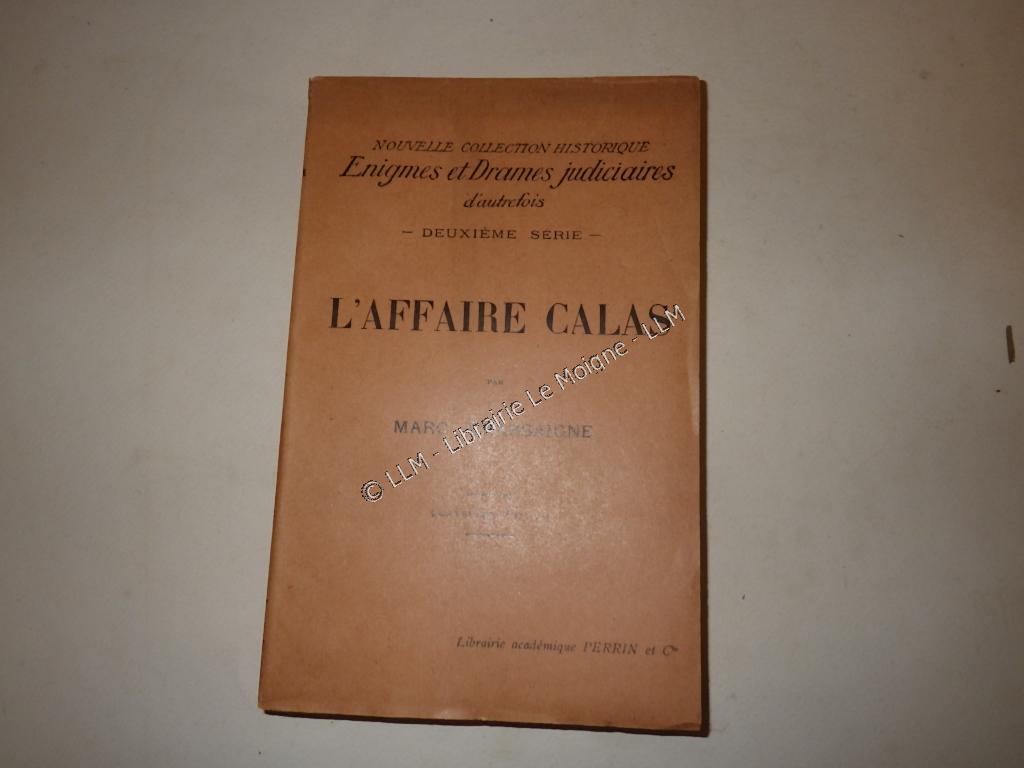 NOUVELLE COLLECTION HISTORIQUE
Enigmes et Drames judiciaires
d'autrefois
— DEUXIÈME SÉRIE —
L'AFFAIRE CALAS
PAR
MARC
Librairie académique PERRIN et Cie
© LLM - Librairie Le Moigne - LLM